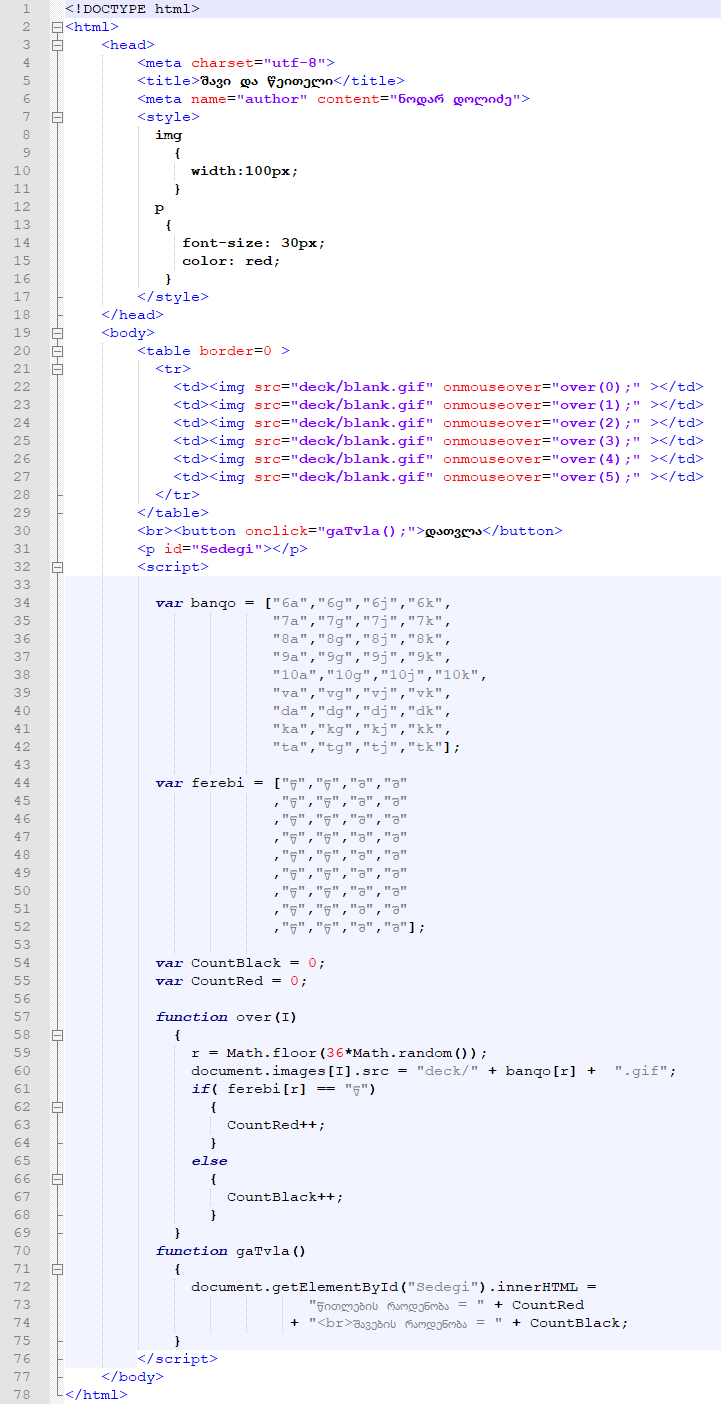 1 <!DOCTYPE html>
2 <html>
3 <head>
4 <meta charset="utf-8">
5 <title>შავი და წეითელი</title>
6 <meta name="author" content="ნოდარ დოლიძე">
7 <style>
8 img
9 {
10 width:100px;
11 }
12 p
13 {
14 font-size: 30px;
15 color: red;
16 }
17 </style>
18 </head>
19 <body>
20 <table border=0 >
21 <tr>
22 <td><img src="deck/blank.gif" onmouseover="over(0);" ></td>
23 <td><img src="deck/blank.gif" onmouseover="over(1);" ></td>
24 <td><img src="deck/blank.gif" onmouseover="over(2);" ></td>
25 <td><img src="deck/blank.gif" onmouseover="over(3);" ></td>
26 <td><img src="deck/blank.gif" onmouseover="over(4);" ></td>
27 <td><img src="deck/blank.gif" onmouseover="over(5);" ></td>
28 </tr>
29 </table>
30 <br><button onclick="gaTvla();">დათვლა</button>
31 <p id="Sedegi"></p>
32 <script>
33
34 var banqo = ["6a","6g","6j","6k",
35 "7a","7g","7j","7k",
36 "8a","8g","8j","8k",
37 "9a","9g","9j","9k",
38 "10a","10g","10j","10k",
39 "va","vg","vj","vk",
40 "da","dg","dj","dk",
41 "ka","kg","kj","kk",
42 "ta","tg","tj","tk"];
43
44 var ferebi = ["წ","წ","შ","შ"
45 ,"წ","წ","შ","შ"
46 ,"წ","წ","შ","შ"
47 ,"წ","წ","შ","შ"
48 ,"წ","წ","შ","შ"
49 ,"წ","წ","შ","შ"
50 ,"წ","წ","შ","შ"
51 ,"წ","წ","შ","შ"
52 ,"წ","წ","შ","შ"];
53
54 var CountBlack = 0;
55 var CountRed = 0;
56
57 function over(I)
58 {
59 r = Math.floor(36*Math.random());
60 document.images[I].src = "deck/" + banqo[r] + ".gif";
61 if( ferebi[r] == "წ")
62 {
63 CountRed++;
64 }
65 else
66 {
67 CountBlack++;
68 }
69 }
70 function gaTvla()
71 {
72 document.getElementById("Sedegi").innerHTML =
73 "წითლების რაოდენობა = " + CountRed
74 + "<br>შავების რაოდენობა = " + CountBlack;
75 }
76 </script>
77 </body>
78 </html>